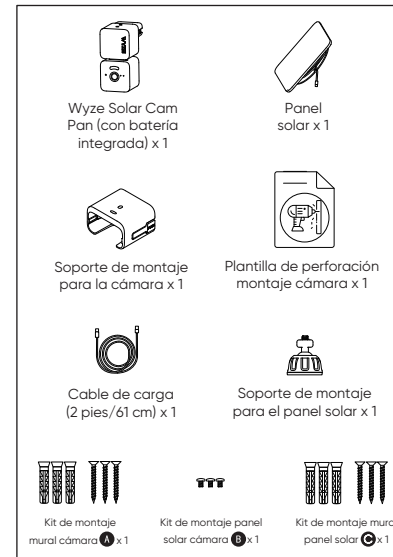 Wyze Solar Cam
Pan (con batería
integrada) x 1
Panel
solar x 1
Soporte de montaje
para la cámara x 1
Plantilla de perforación
montaje cámara x 1
Cable de carga
(2 pies/61 cm) x 1
Soporte de montaje
para el panel solar x 1
Kit de montaje
mural cámara A x 1
Kit de montaje panel
solar cámara B x 1
Kit de montaje mura
panel solar C x 1